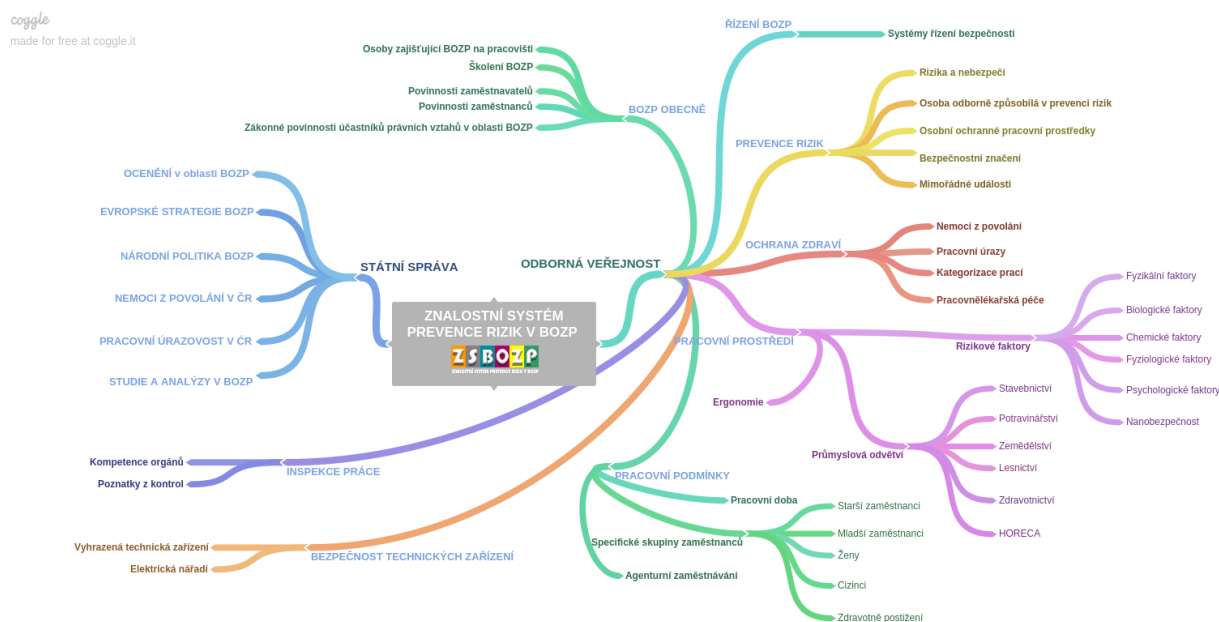 coggle
made for free at coggle.it
ŘÍZENÍ BOZP
Systémy řízení bezpečnosti
Osoby zajišťující BOZP na pracovišti
Školení BOZP
Povinnosti zaměstnavatelů
Povinnosti zaměstnanců
Zákonné povinnosti účastníků právních vztahů v oblasti BOZP
BOZP OBECNĚ
PREVENCE RIZIK
Rizika a nebezpečí
Osoba odborně způsobilá v prevenci rizik
Osobní ochranné pracovní prostředky
Bezpečnostní značení
Mimořádné události
OCENĚNÍ v oblasti BOZP
EVROPSKÉ STRATEGIE BOZP
NÁRODNÍ POLITIKA BOZP
NEMOCI Z POVOLÁNÍ V ČR
PRACOVNÍ ÚRAZOVOST V ČR
STUDIE A ANALÝZY V BOZP
STÁTNÍ SPRÁVA
ODBORNÁ VEŘEJNOST
ZNALOSTNÍ SYSTÉM
PREVENCE RIZIK V BOZP
ZSBOZP
ZNALOSTNÍ SYSTÉM PREVENCE RIZIK V BOZP
OCHRANA ZDRAVÍ
Nemoci z povolání
Pracovní úrazy
Kategorizace prací
Pracovnělékařská péče
PRACOVNÍ PROSTŘEDÍ
Rizikové faktory
Fyzikální faktory
Biologické faktory
Chemické faktory
Fyziologické faktory
Psychologické faktory
Nanobezpečnost
Ergonomie
Průmyslová odvětví
Stavebnictví
Potravinářství
Zemědělství
Lesnictví
Zdravotnictví
HORECA
INSPEKCE PRÁCE
Kompetence orgánů
Poznatky z kontrol
PRACOVNÍ PODMÍNKY
Pracovní doba
Specifické skupiny zaměstnanců
Starší zaměstnanci
Mladší zaměstnanci
Ženy
Cizinci
Zdravotně postižení
Agenturní zaměstnávání
BEZPEČNOST TECHNICKÝCH ZAŘÍZENÍ
Vyhrazená technická zařízení
Elektrická nářadí